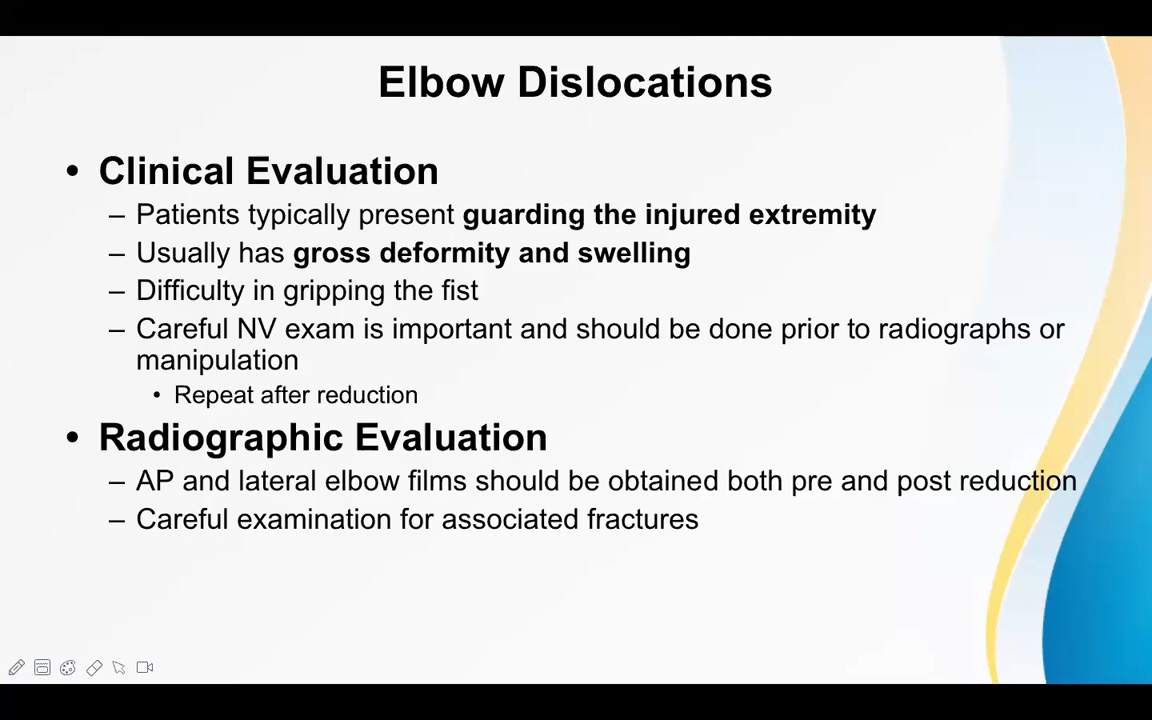 Elbow Dislocations
• Clinical Evaluation
– Patients typically present guarding the injured extremity
– Usually has gross deformity and swelling
– Difficulty in gripping the fist
– Careful NV exam is important and should be done prior to radiographs or
manipulation
• Repeat after reduction
• Radiographic Evaluation
– AP and lateral elbow films should be obtained both pre and post reduction
– Careful examination for associated fractures